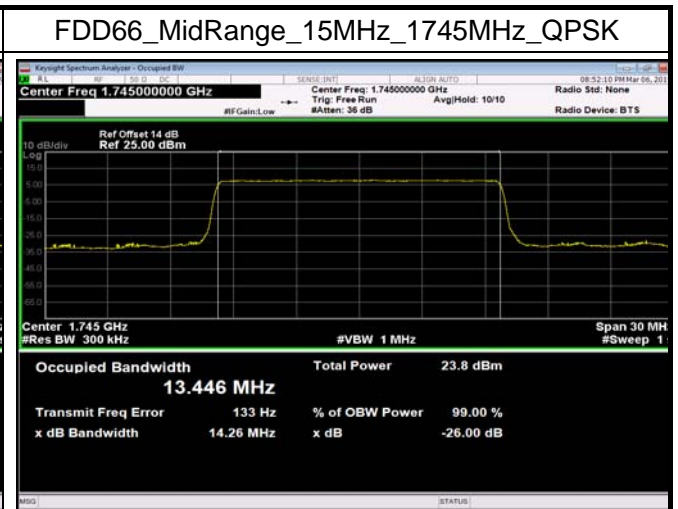 FDD66_MidRange_15MHz_1745MHz_QPSK
Keysight Spectrum Analyzer - Occupied BW
RL RF 50 Ω DC SENSE:INT ALIGN AUTO 08:52:10 PM Mar 06, 201
Center Freq 1.745000000 GHz Center Freq: 1.745000000 GHz Radio Std: None
Trig: Free Run Avg|Hold: 10/10
#IFGain:Low #Atten: 36 dB Radio Device: BTS
Ref Offset 14 dB
10 dB/div Ref 25.00 dBm
Log
15.0
5.00
-5.00
-15.0
-25.0
-35.0
-45.0
-55.0
-65.0
Center 1.745 GHz Span 30 MH
#Res BW 300 kHz #VBW 1 MHz #Sweep 1
Occupied Bandwidth Total Power 23.8 dBm
13.446 MHz
Transmit Freq Error 133 Hz % of OBW Power 99.00 %
x dB Bandwidth 14.26 MHz x dB -26.00 dB
MSG STATUS